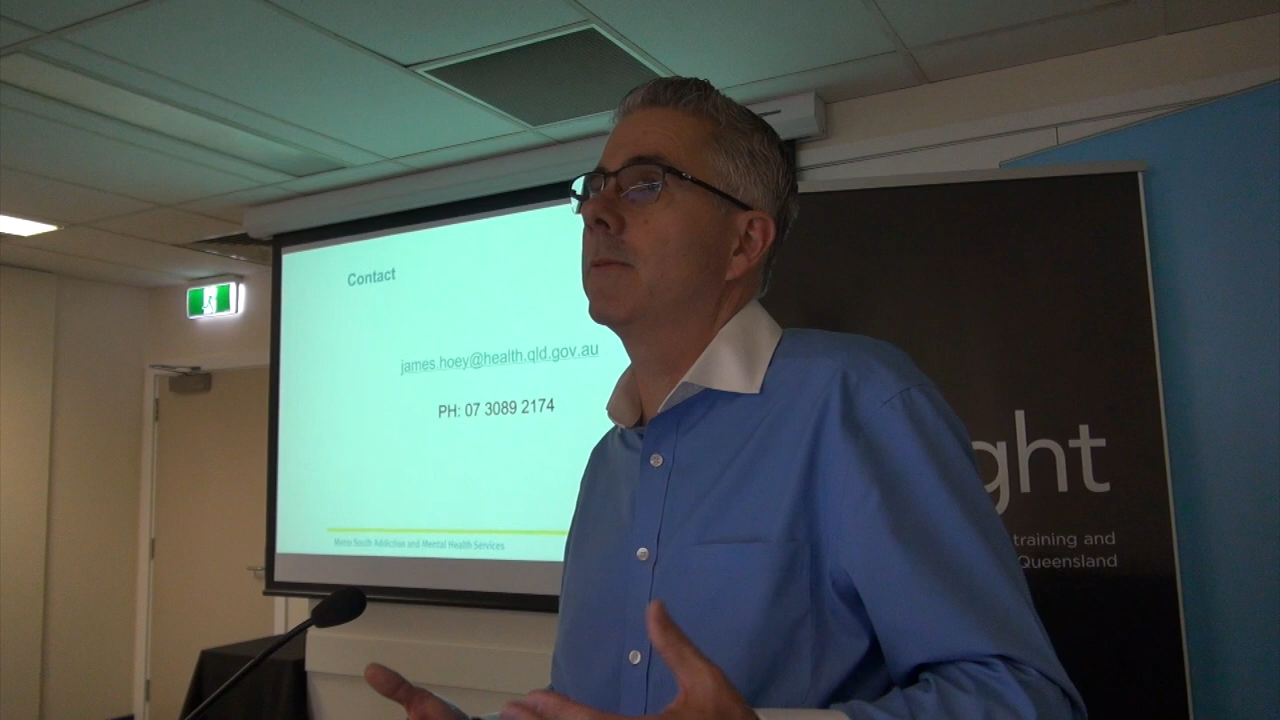 Contact
james.hoey@health.qld.gov.au
PH: 07 3089 2174
Metro South Addiction and Mental Health Services
ght
training and
Queensland